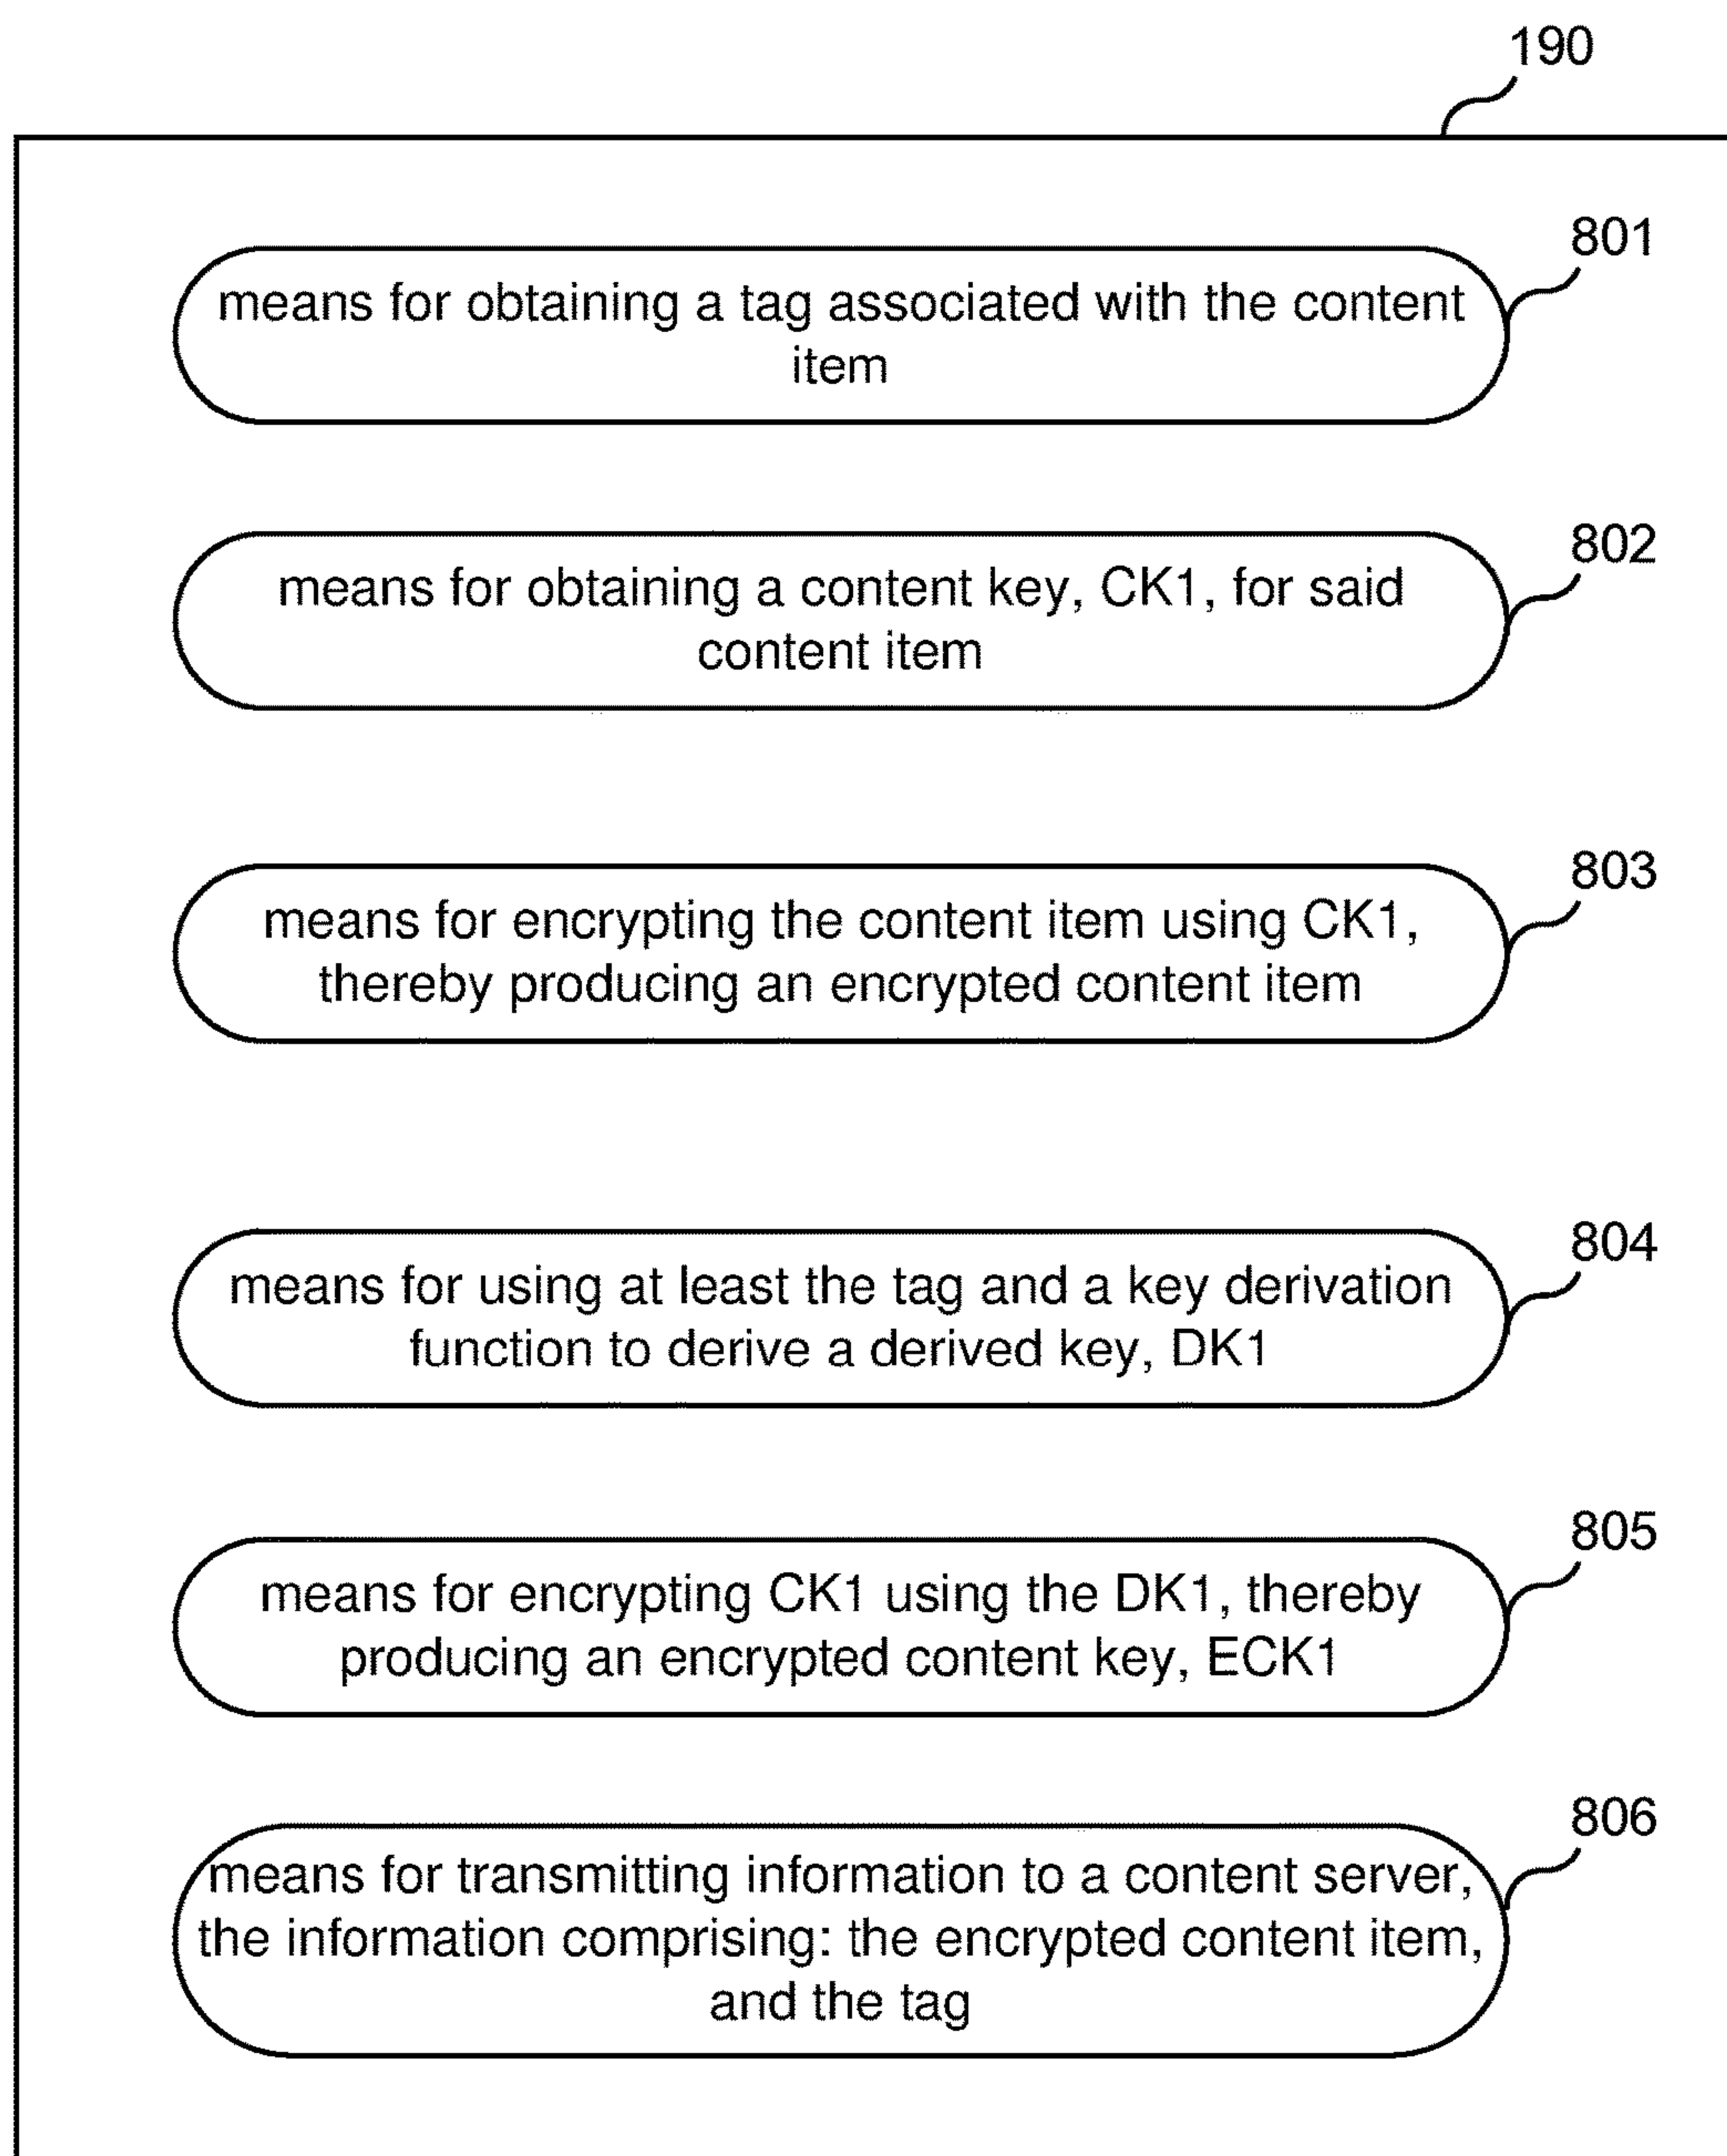 190
801
means for obtaining a tag associated with the content
item
802
means for obtaining a content key, CK1, for said
content item
803
means for encrypting the content item using CK1,
thereby producing an encrypted content item
804
means for using at least the tag and a key derivation
function to derive a derived key, DK1
805
means for encrypting CK1 using the DK1, thereby
producing an encrypted content key, ECK1
806
means for transmitting information to a content server,
the information comprising: the encrypted content item,
and the tag